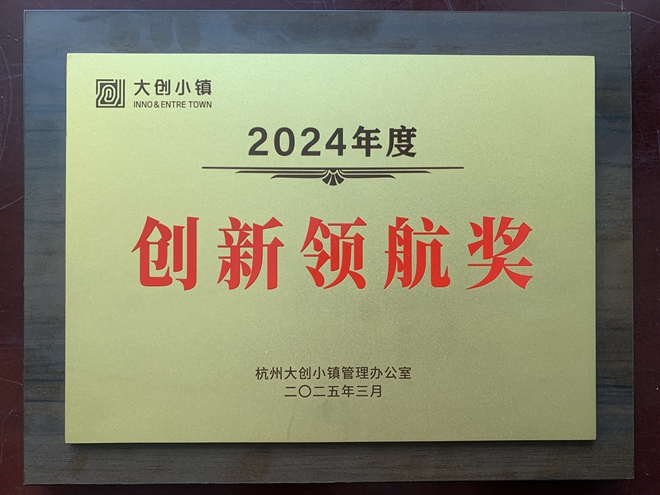 大创小镇
INNO & ENTRE TOWN
2024年度
创新领航奖
杭州大创小镇管理办公室
二〇二五年三月